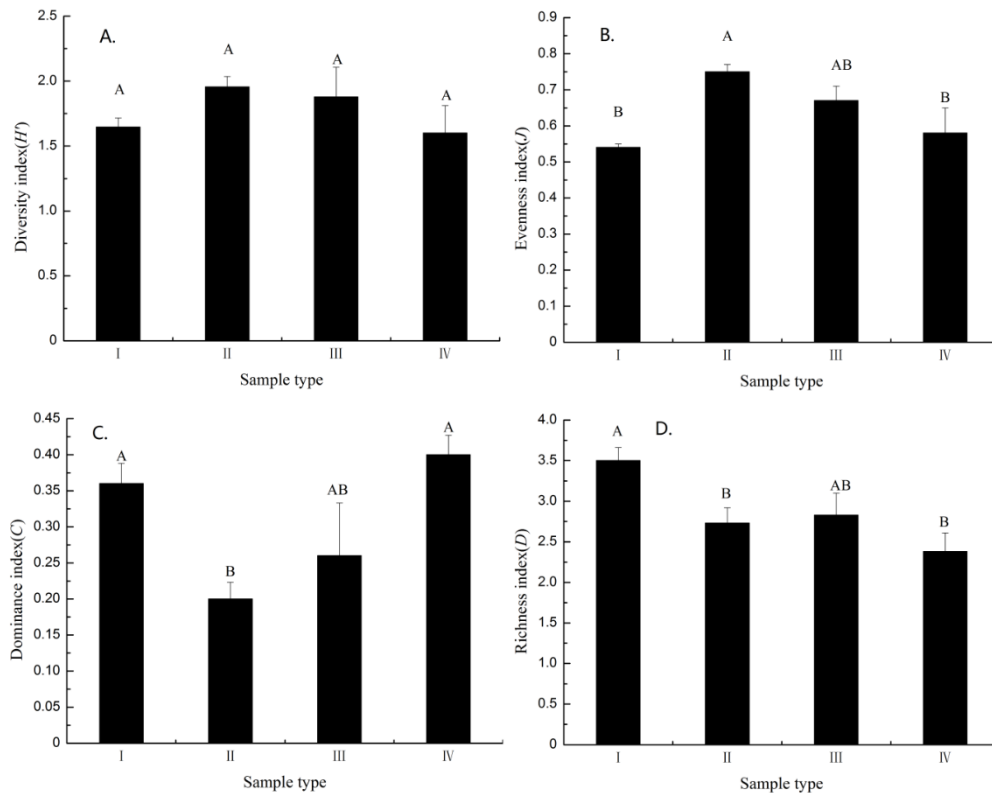 A.
Diversity index(H')
2.5
2.0
1.5
1.0
0.5
0
A
A
A
A
I
II
III
IV
Sample type
B.
Evenness index(J)
0.9
0.8
0.7
0.6
0.5
0.4
0.3
0.2
0.1
0
B
A
AB
B
I
II
III
IV
Sample type
C.
Dominance index(C)
0.45
0.40
0.35
0.30
0.25
0.20
0.15
0.10
0.05
0
A
B
AB
A
I
II
III
IV
Sample type
D.
Richness index(D)
4.0
3.5
3.0
2.5
2.0
1.5
1.0
0.5
0
A
B
AB
B
I
II
III
IV
Sample type